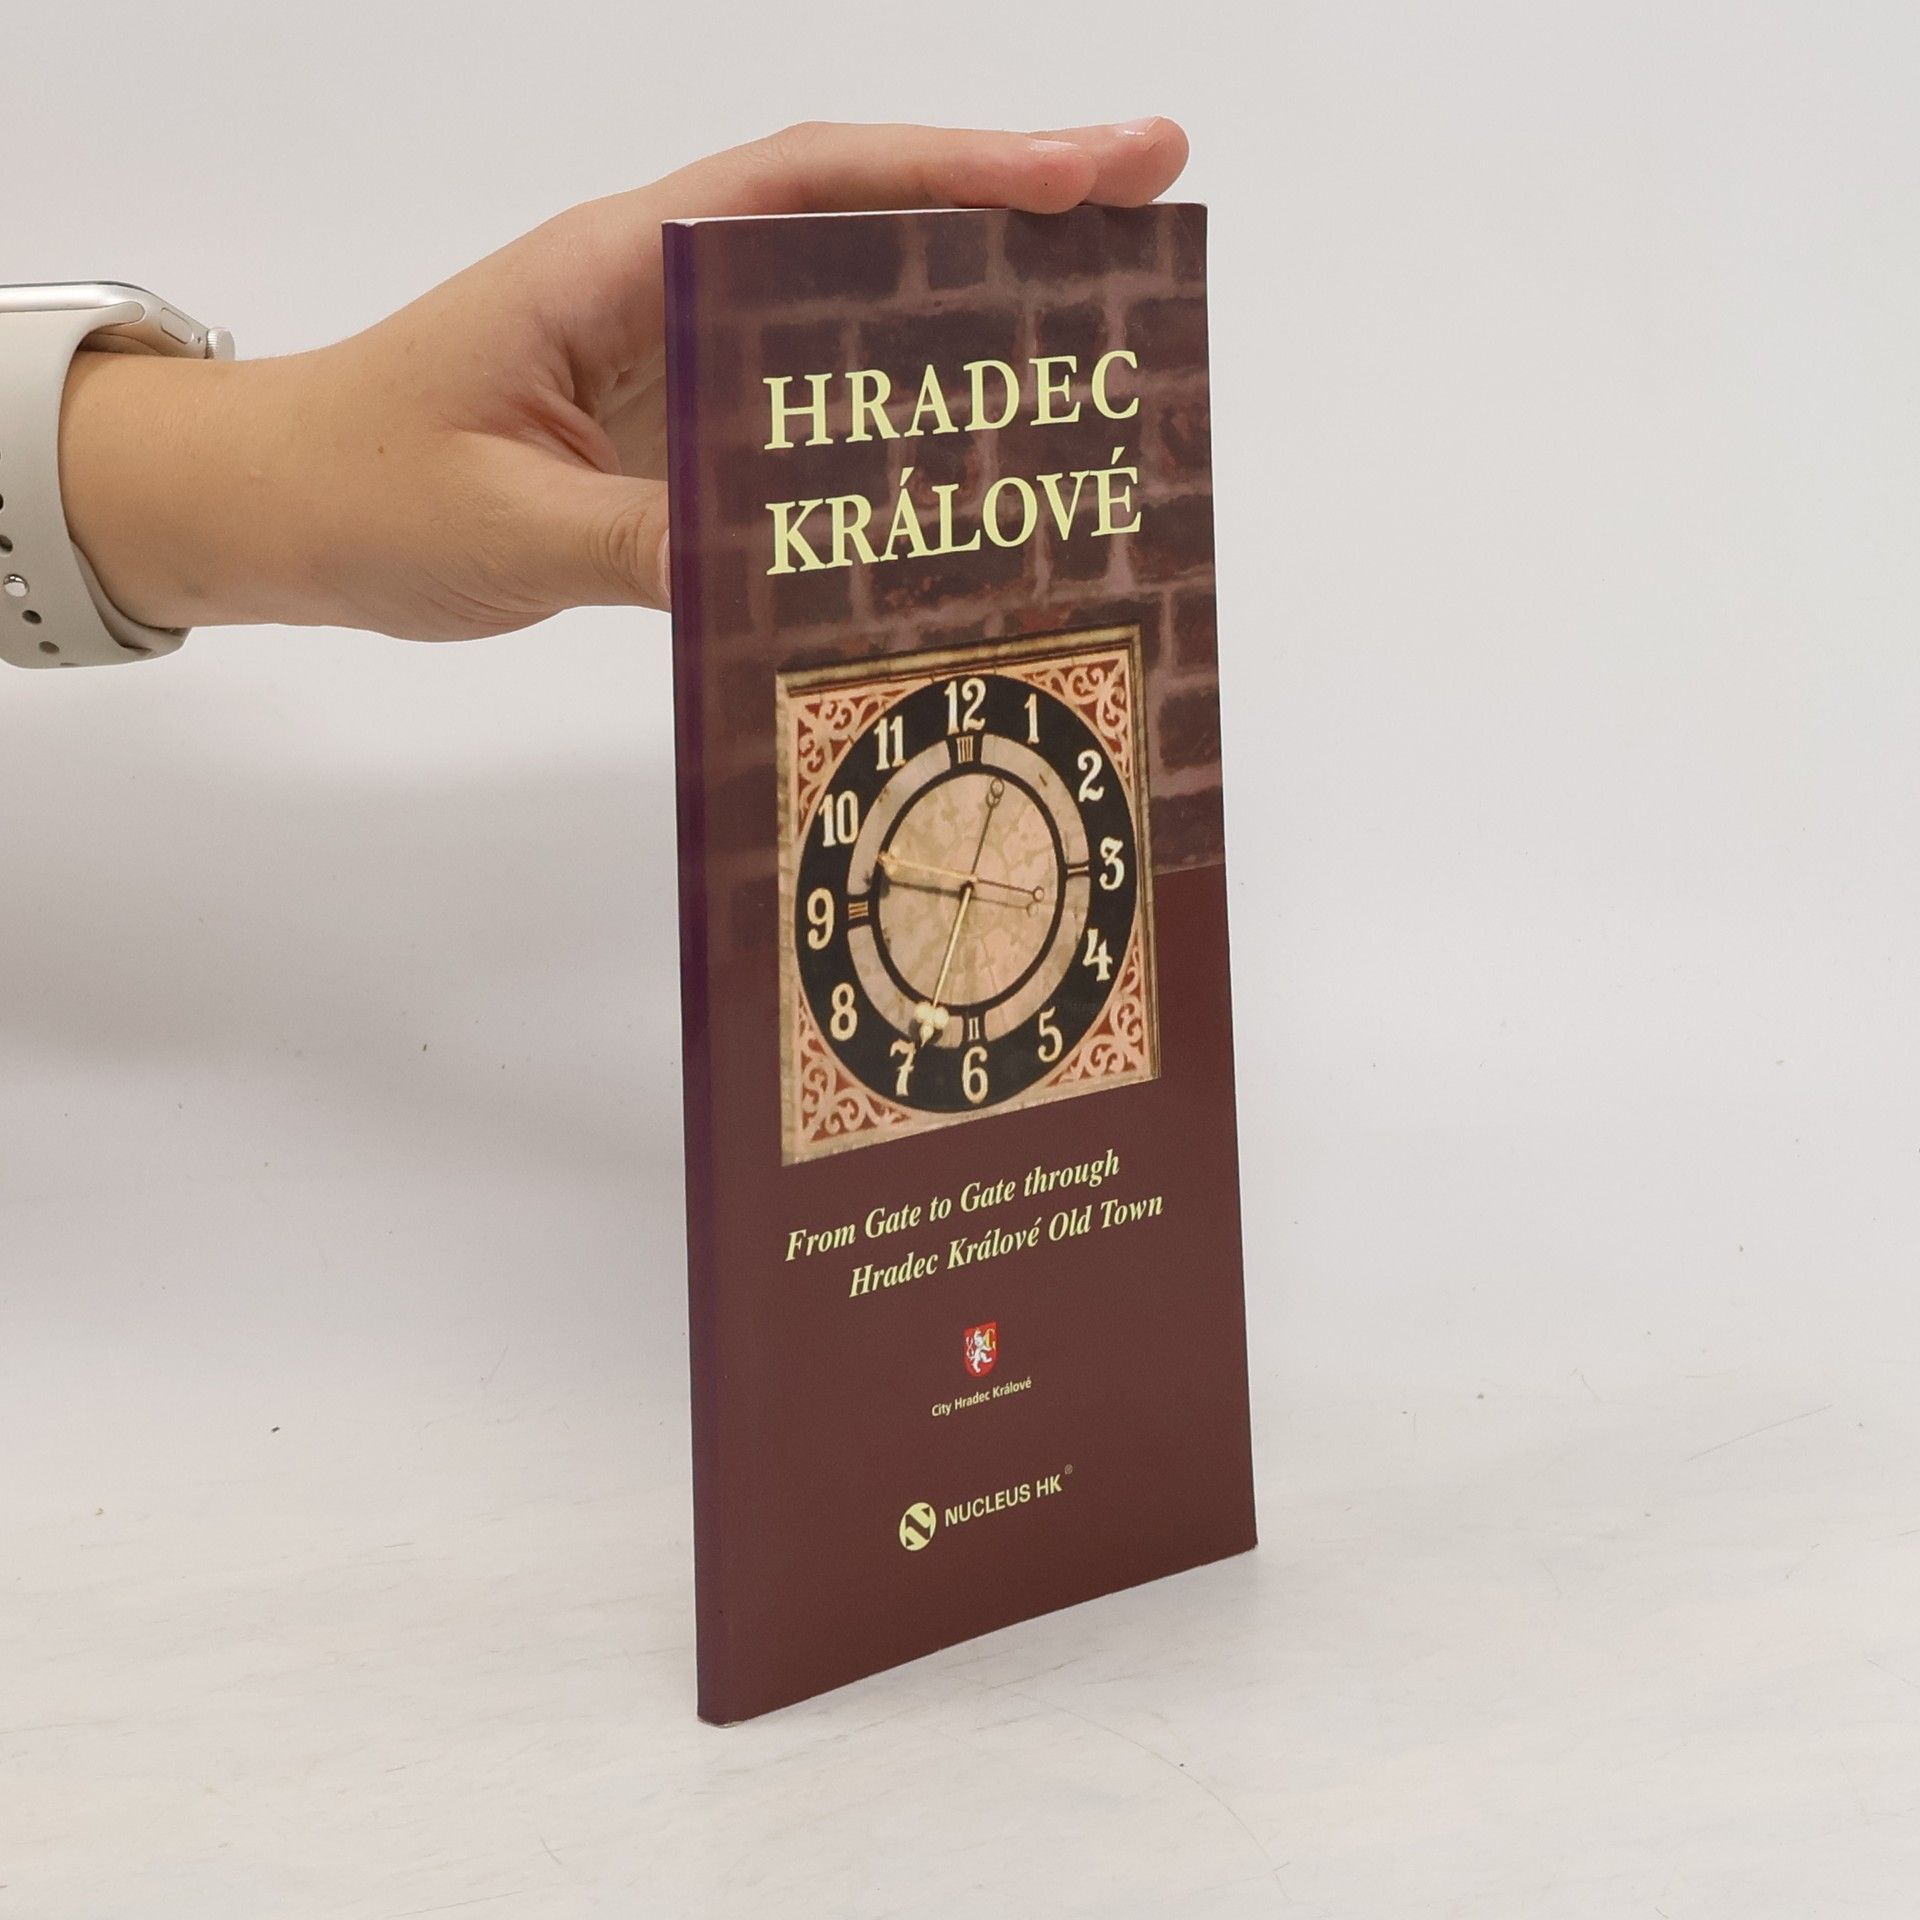 HRADEC
KRÁLOVÉ
12
1
2
3
4
5
6
7
8
9
10
11
From Gate to Gate through
Hradec Králové Old Town
City Hradec Králové
NUCLEUS HK®